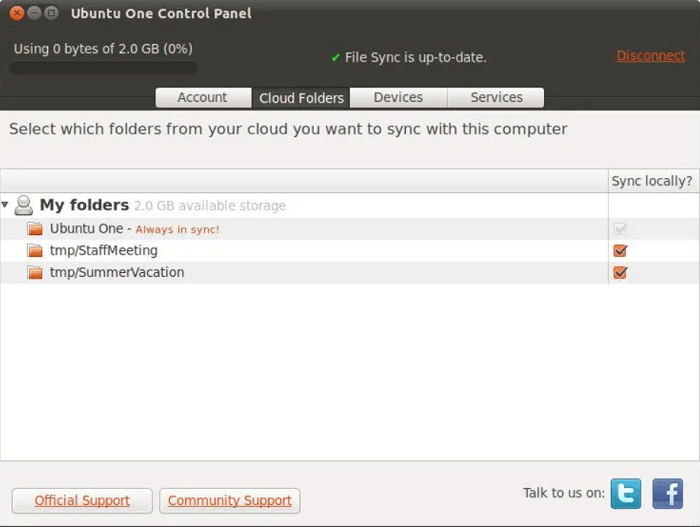 Ubuntu One Control Panel
Using 0 bytes of 2.0 GB (0%)
✔ File Sync is up-to-date.
Disconnect
Account
Cloud Folders
Devices
Services
Select which folders from your cloud you want to sync with this computer
Sync locally?
My folders 2.0 GB available storage
Ubuntu One - Always in sync!
tmp/StaffMeeting
tmp/SummerVacation
Official Support
Community Support
Talk to us on: